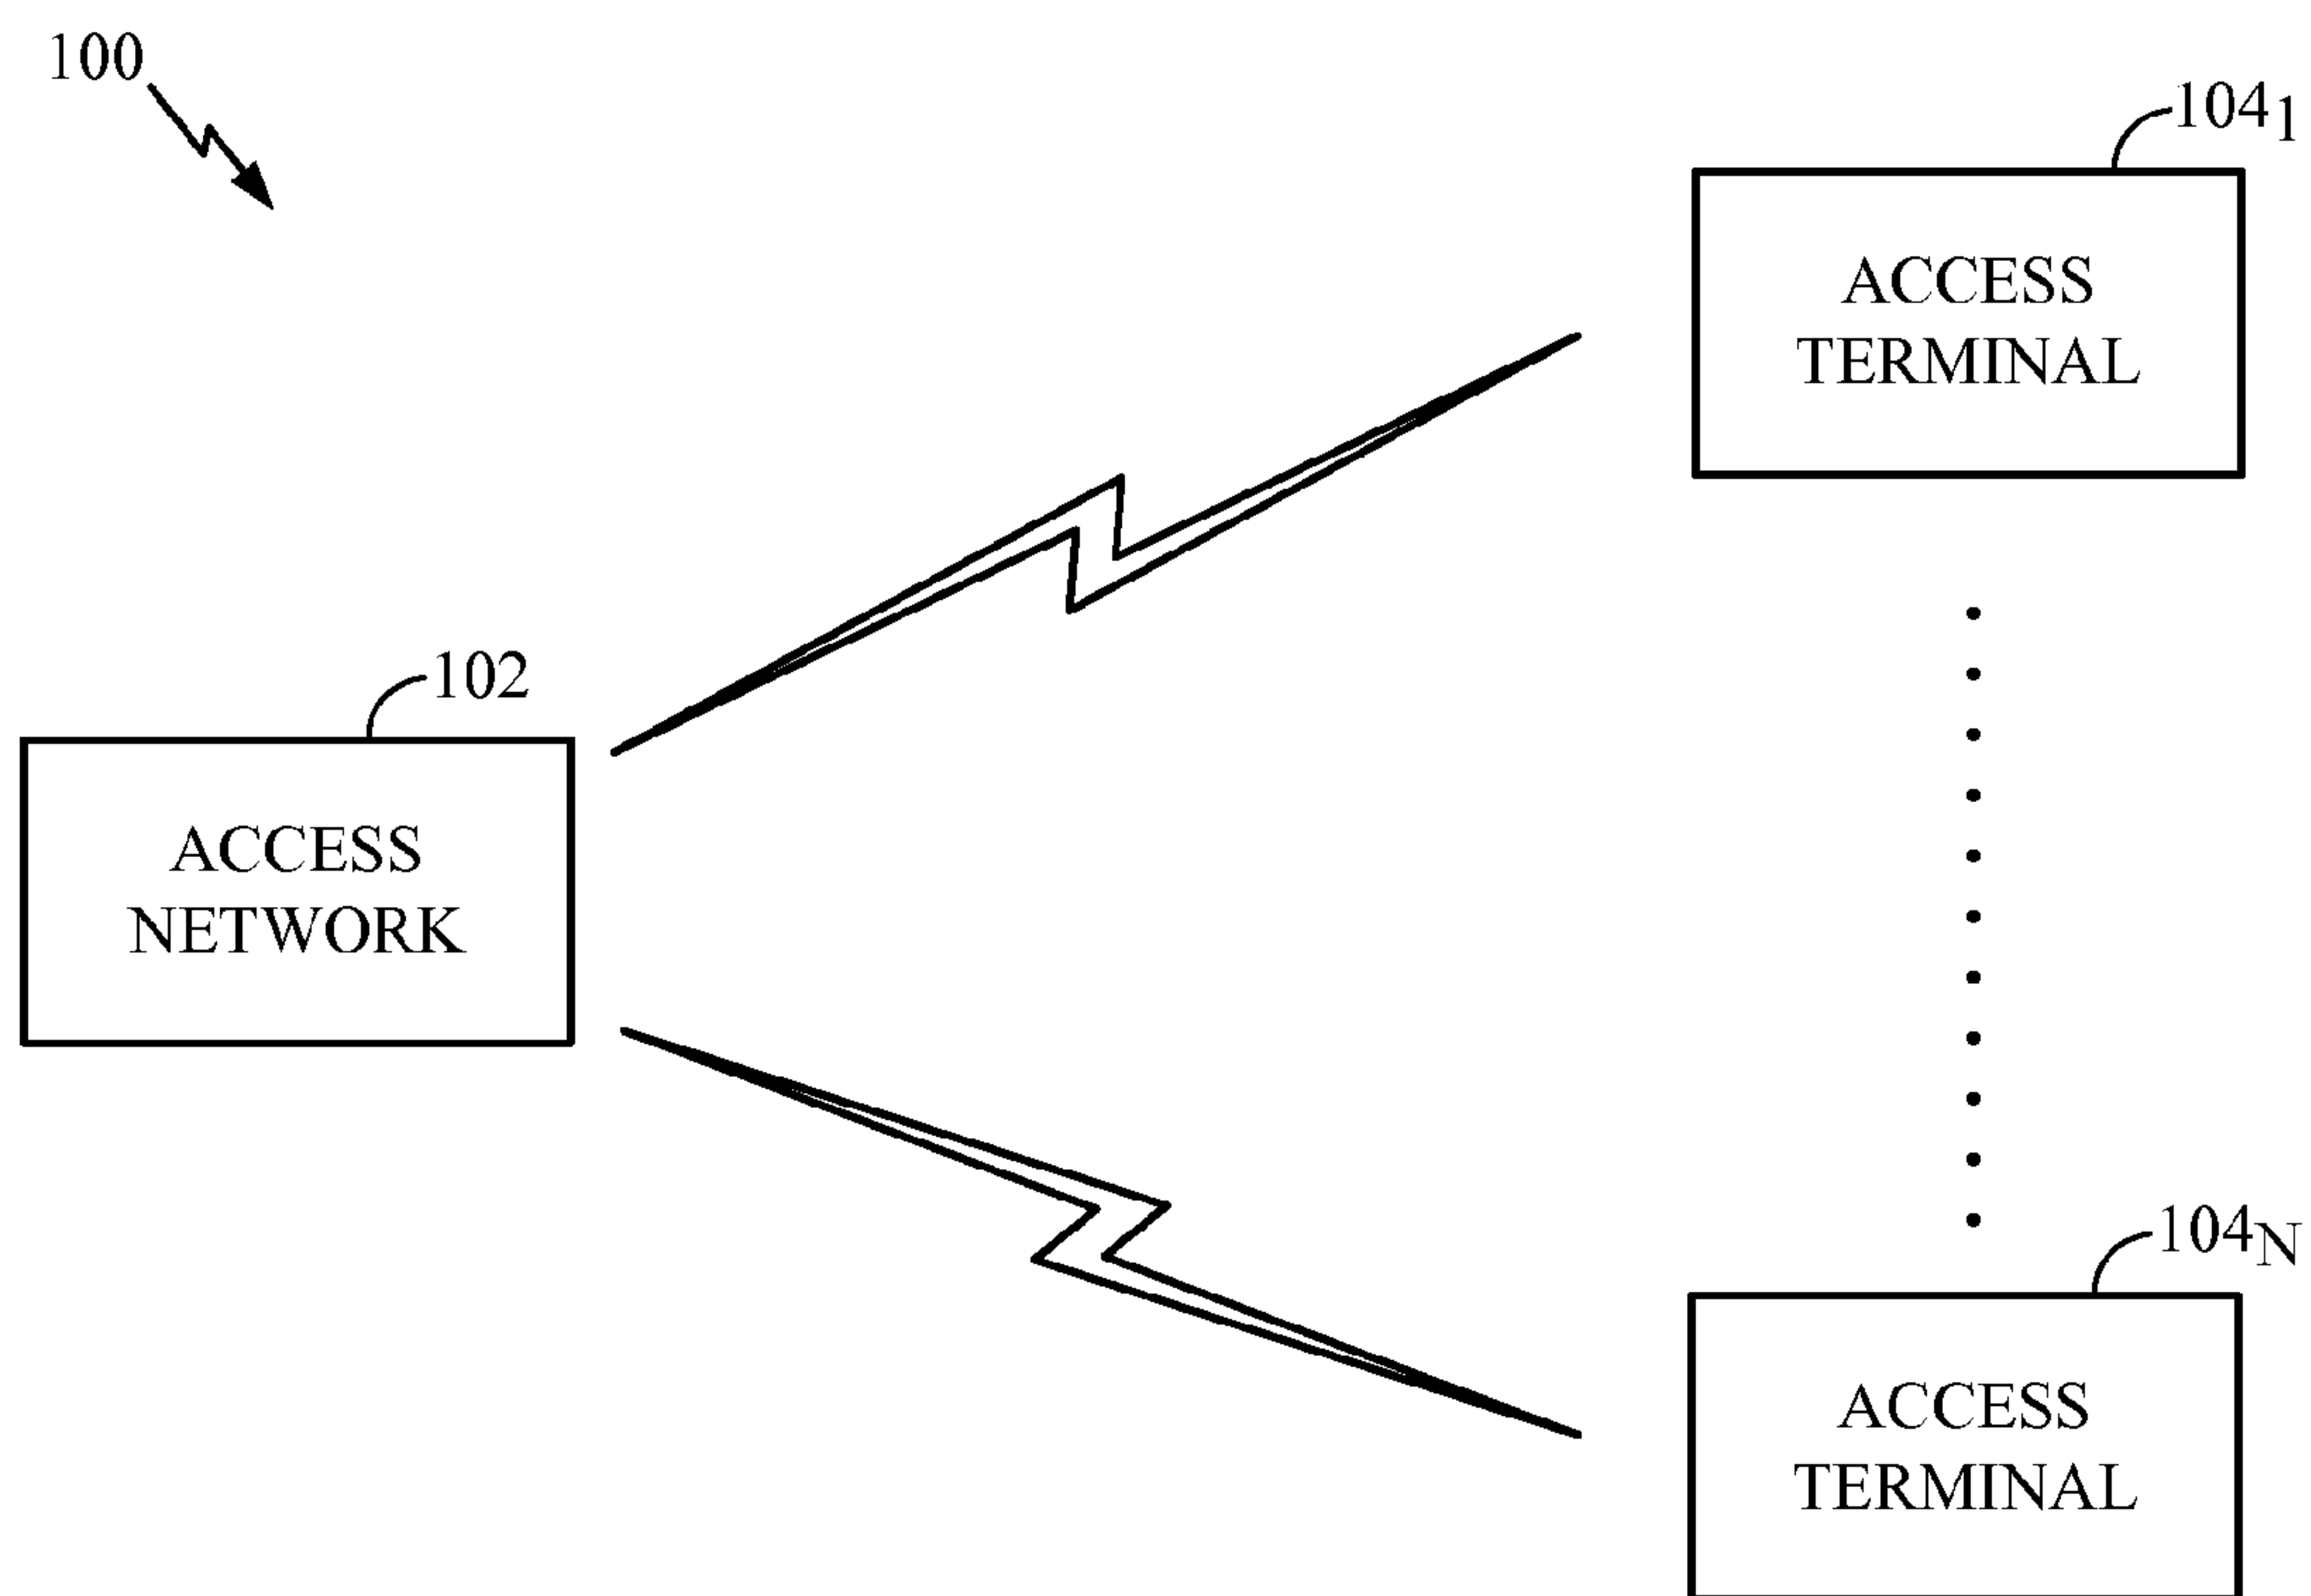 100
104₁
ACCESS
TERMINAL
102
ACCESS
NETWORK
104N
ACCESS
TERMINAL